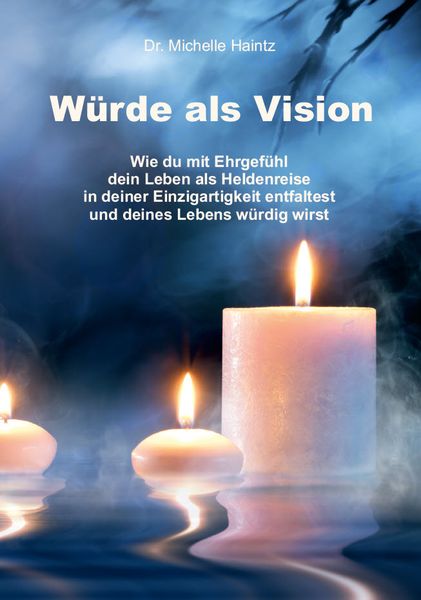 Dr. Michelle Haintz
Würde als Vision
Wie du mit Ehrgefühl
dein Leben als Heldenreise
in deiner Einzigartigkeit entfaltest
und deines Lebens würdig wirst